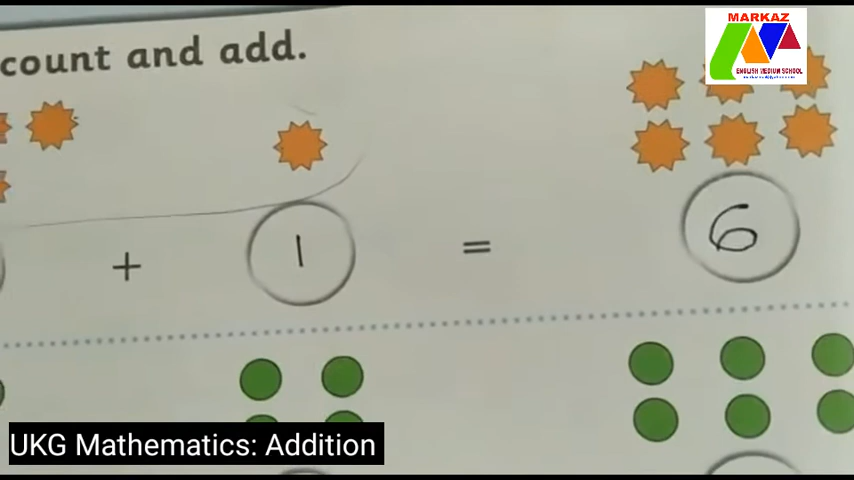 MARKAZ
ENGLISH MEDIUM SCHOOL
count and add.
+ 1 = 6
UKG Mathematics: Addition